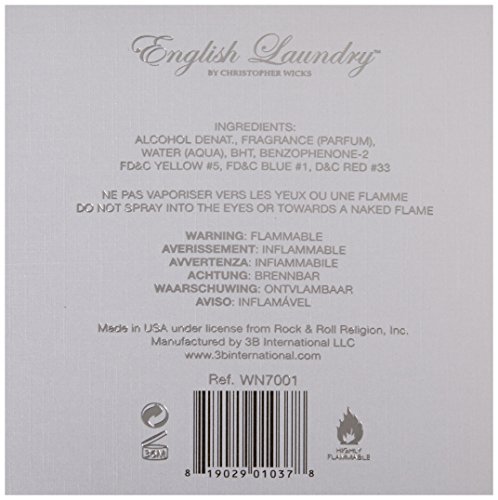 English Laundry™
BY CHRISTOPHER WICKS
INGREDIENTS:
ALCOHOL DENAT., FRAGRANCE (PARFUM),
WATER (AQUA), BHT, BENZOPHENONE-2
FD&C YELLOW #5, FD&C BLUE #1, D&C RED #33
NE PAS VAPORISER VERS LES YEUX OU UNE FLAMME
DO NOT SPRAY INTO THE EYES OR TOWARDS A NAKED FLAME
WARNING: FLAMMABLE
AVERISSEMENT: INFLAMMABLE
AVVERTENZA: INFIAMMABILE
ACHTUNG: BRENNBAR
WAARSCHUWING: ONTVLAMBAAR
AVISO: INFLAMÁVEL
Made in USA under license from Rock & Roll Religion, Inc.
Manufactured by 3B International LLC
www.3binternational.com
Ref. WN7001
36M
HIGHLY
FLAMMABLE
8 19029 01037 8